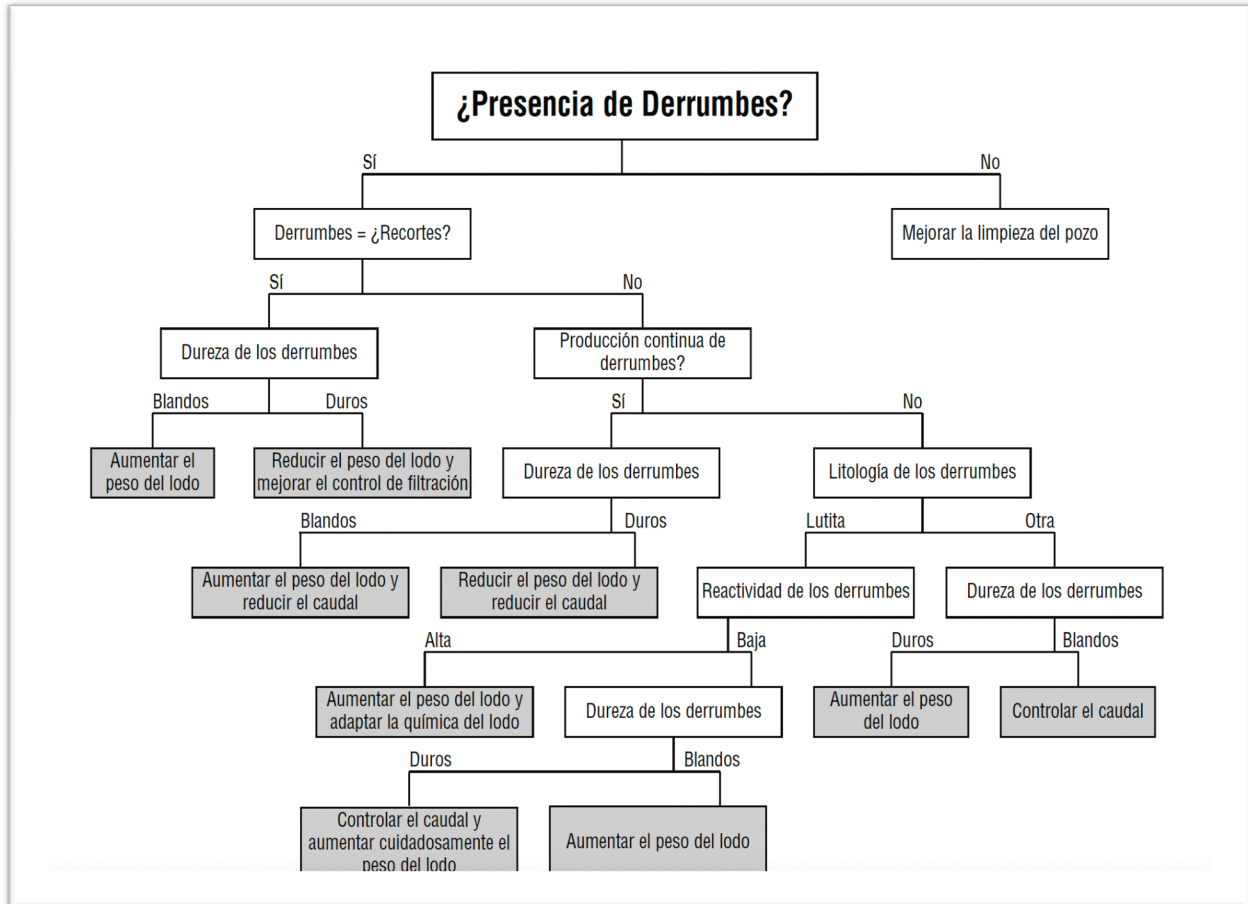 ¿Presencia de Derrumbes?
Sí
No
Derrumbes = ¿Recortes?
Mejorar la limpieza del pozo
Sí
No
Dureza de los derrumbes
Producción continua de
derrumbes?
Blandos
Duros
Sí
No
Aumentar el
peso del lodo
Reducir el peso del lodo y
mejorar el control de filtración
Dureza de los derrumbes
Litología de los derrumbes
Blandos
Duros
Lutita
Otra
Aumentar el peso del lodo y
reducir el caudal
Reducir el peso del lodo y
reducir el caudal
Reactividad de los derrumbes
Dureza de los derrumbes
Alta
Baja
Duros
Blandos
Aumentar el peso del lodo y
adaptar la química del lodo
Dureza de los derrumbes
Aumentar el peso
del lodo
Controlar el caudal
Duros
Blandos
Controlar el caudal y
aumentar cuidadosamente el
peso del lodo
Aumentar el peso del lodo